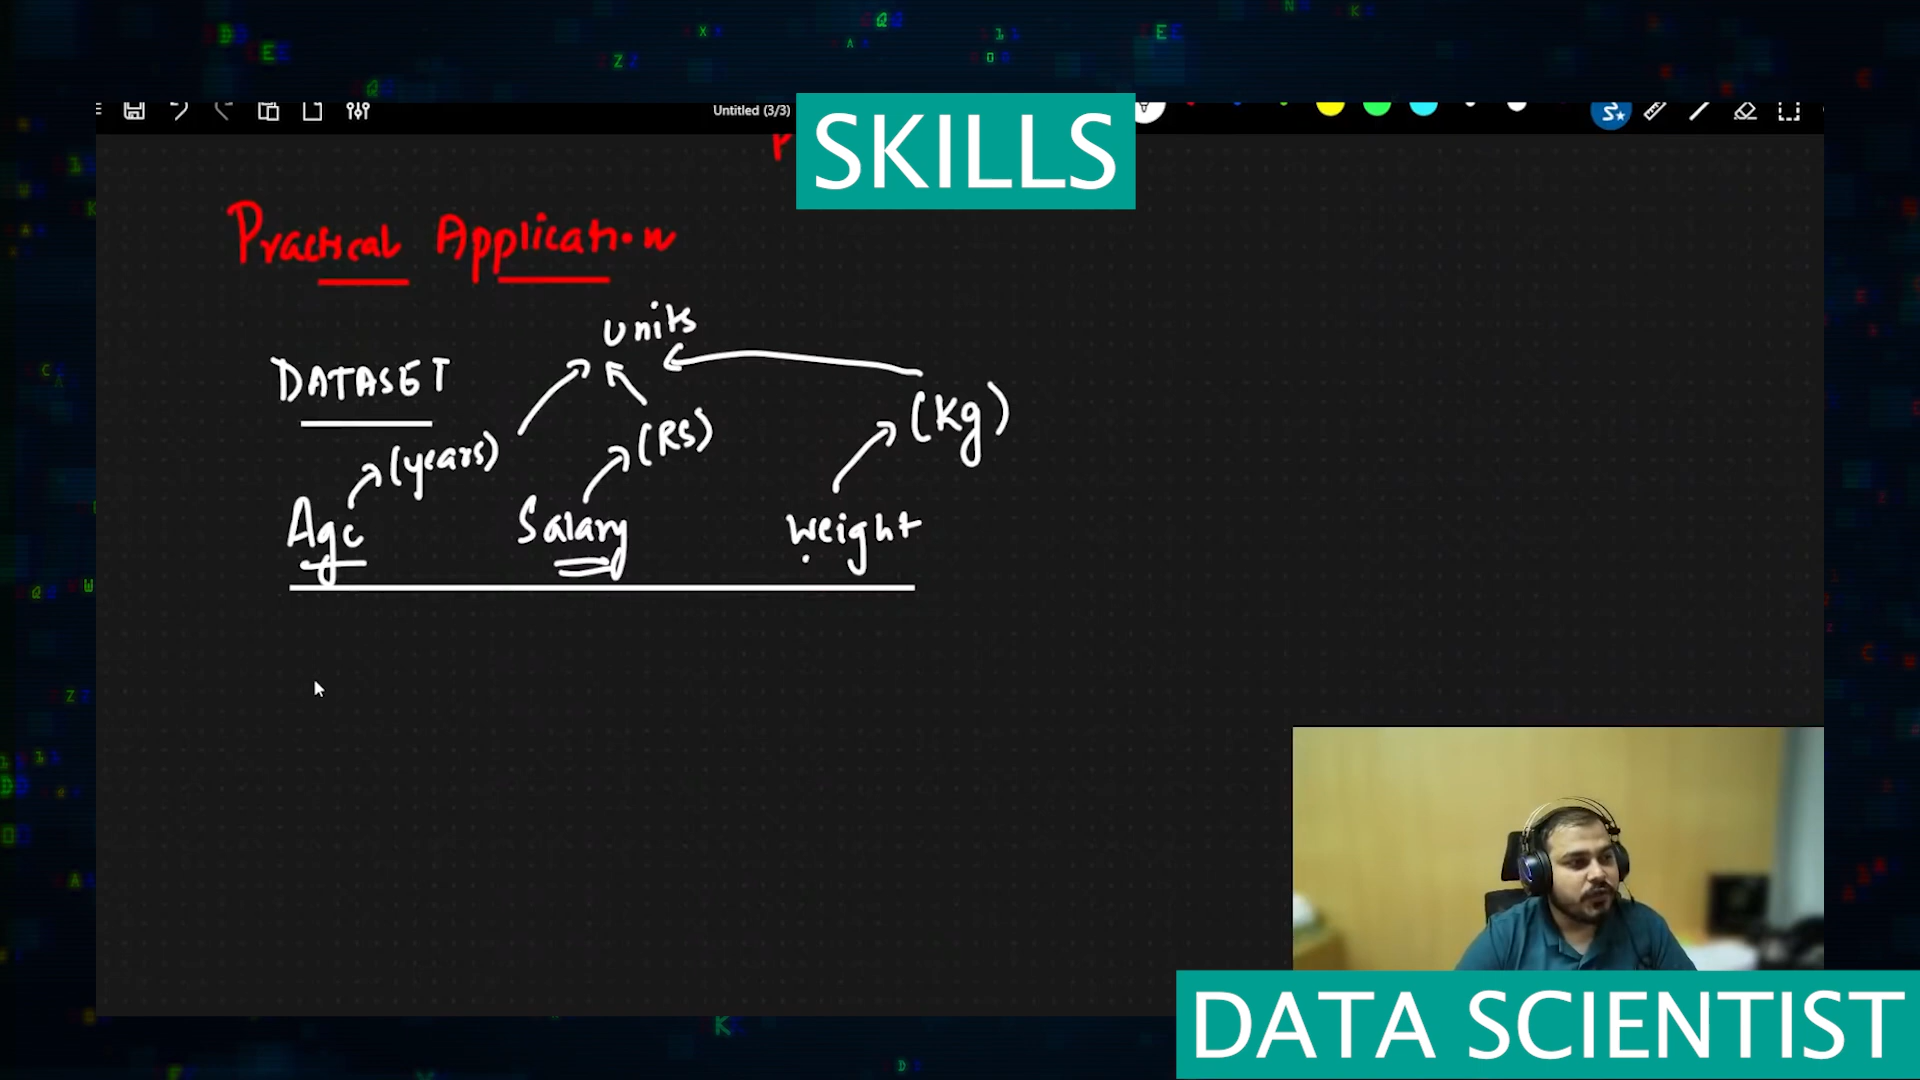 Untitled (3/3)
SKILLS
Practical Application
units
DATASET
(years)
(RS)
(kg)
Age
Salary
weight
DATA SCIENTIST